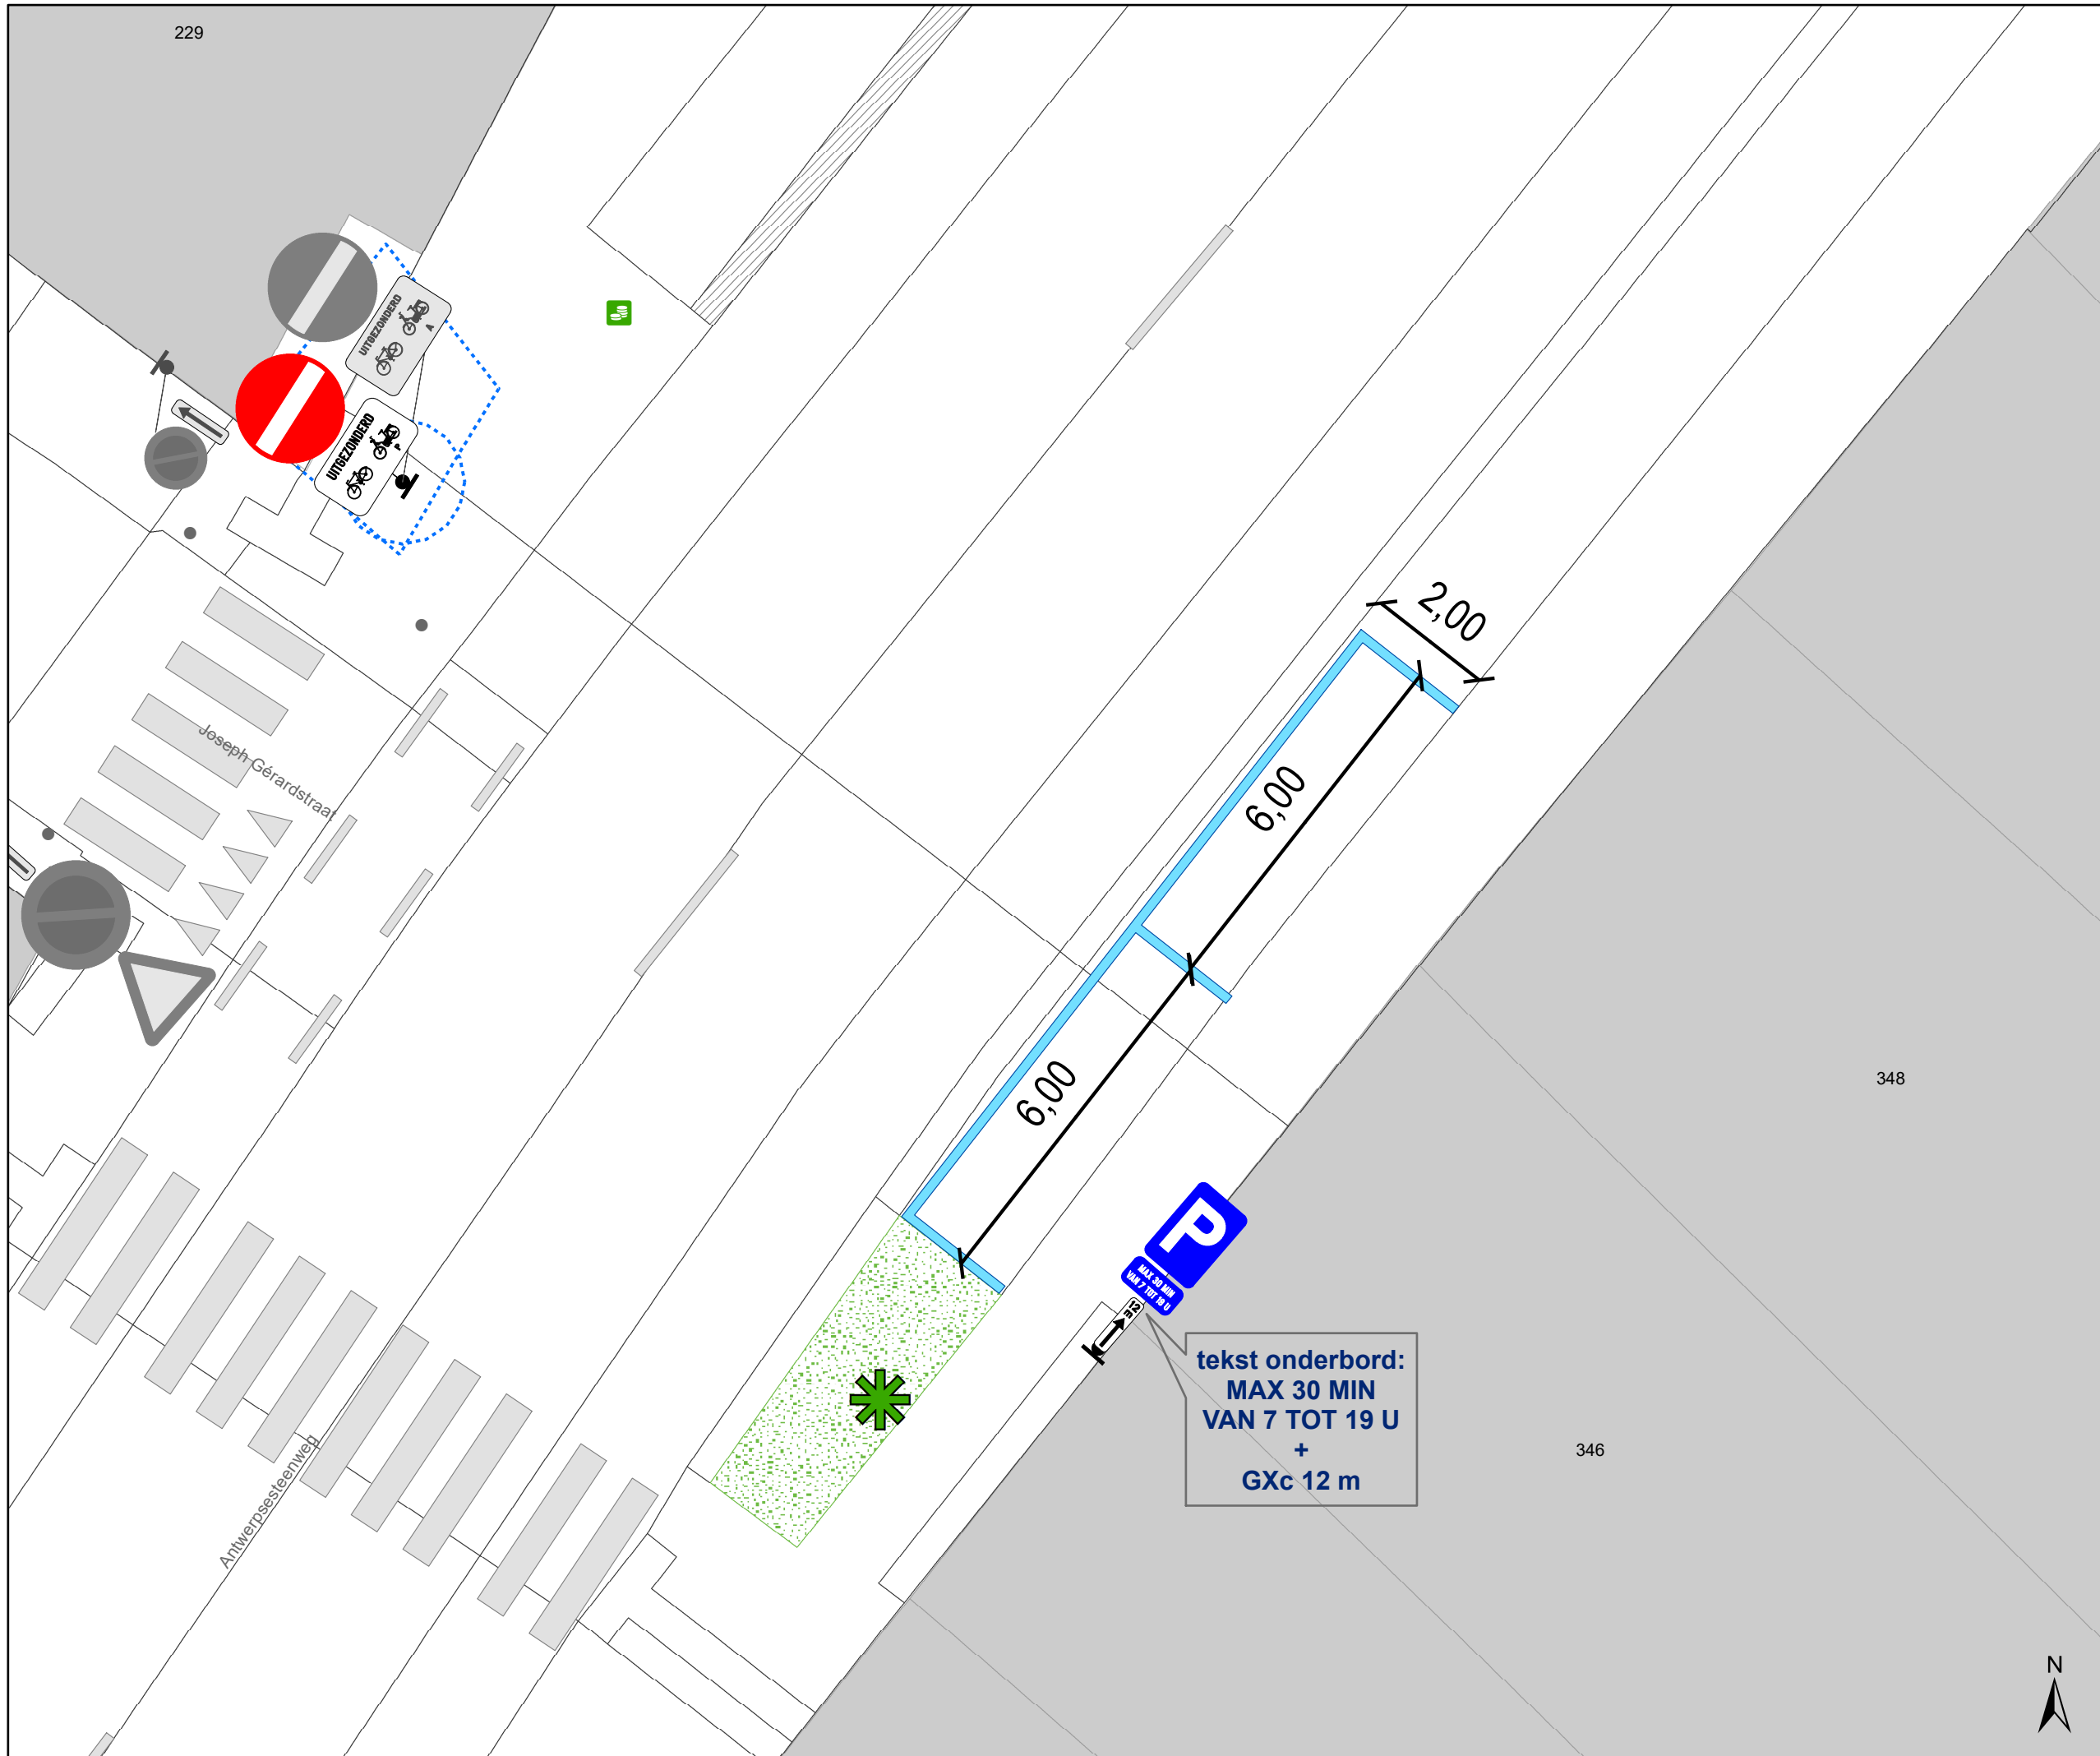 229
UITGEZONDERD
A
UITGEZONDERD
P
2,00
6,00
Joseph Gérardstraat
6,00
348
P
MAX 30 MIN
VAN 7 TOT 19 U
12
m
tekst onderbord:
MAX 30 MIN
VAN 7 TOT 19 U
+
GXc 12 m
346
Antwerpsesteenweg
N